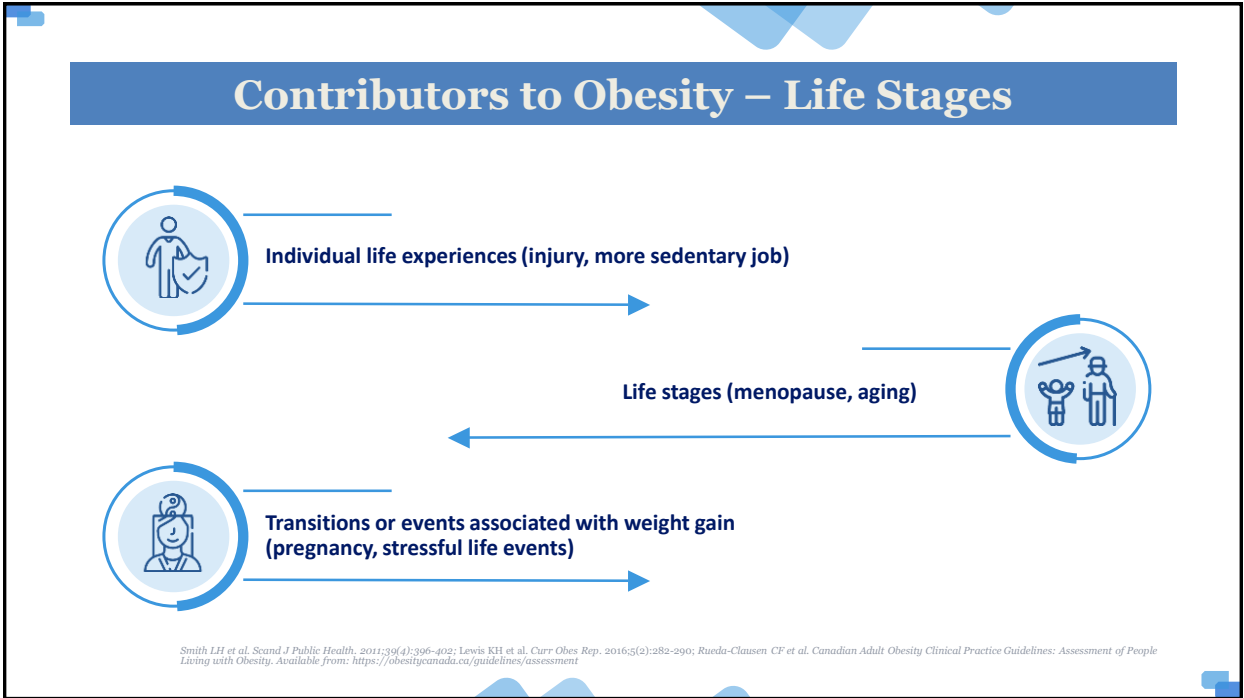 Contributors to Obesity – Life Stages
Individual life experiences (injury, more sedentary job)
Life stages (menopause, aging)
Transitions or events associated with weight gain
(pregnancy, stressful life events)
Smith LH et al. Scand J Public Health. 2011;39(4):396-402; Lewis KH et al. Curr Obes Rep. 2016;5(2):282-290; Rueda-Clausen CF et al. Canadian Adult Obesity Clinical Practice Guidelines: Assessment of People
Living with Obesity. Available from: https://obesitycanada.ca/guidelines/assessment